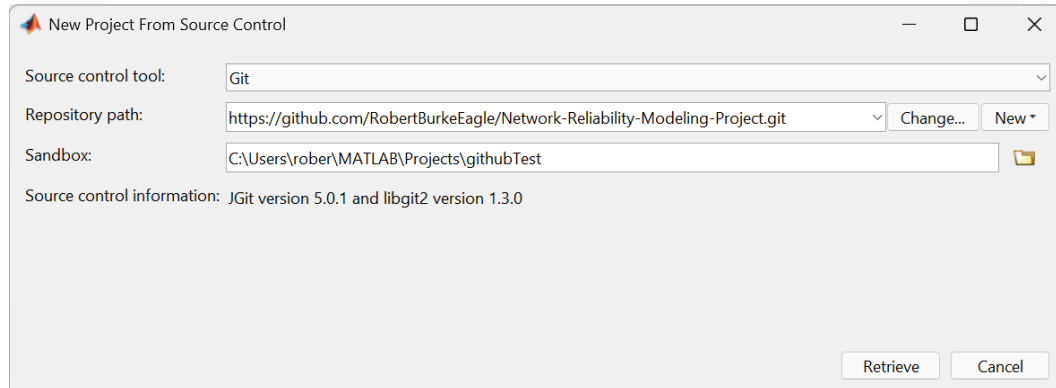 New Project From Source Control
Source control tool: Git
Repository path: https://github.com/RobertBurkeEagle/Network-Reliability-Modeling-Project.git Change... New
Sandbox: C:\Users\rober\MATLAB\Projects\githubTest
Source control information: JGit version 5.0.1 and libgit2 version 1.3.0
Retrieve Cancel